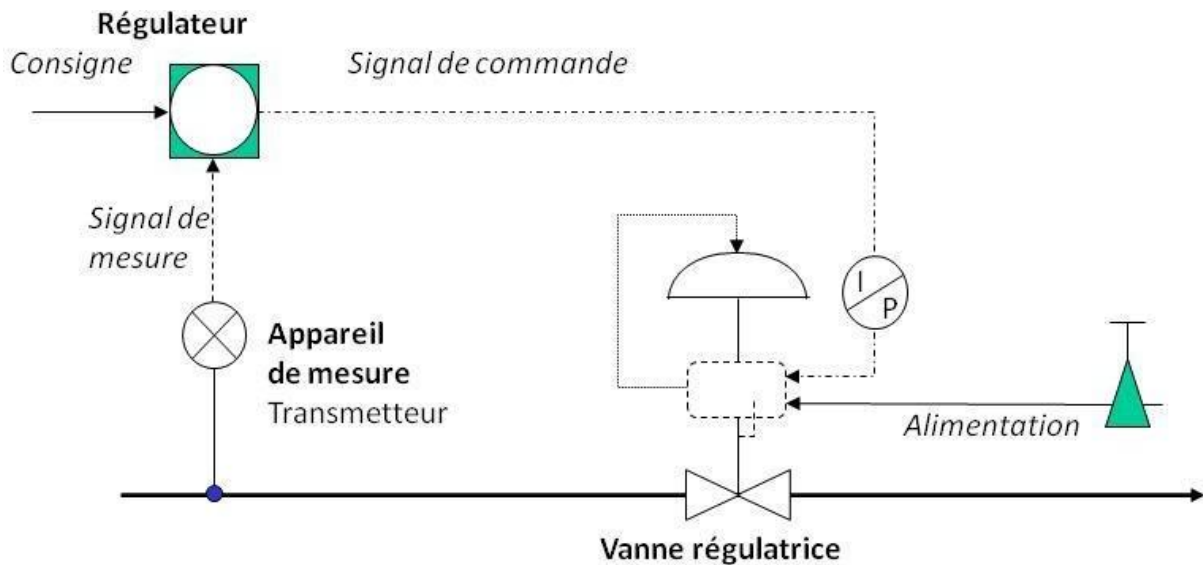 Régulateur
Consigne
Signal de commande
Signal de
mesure
I
P
Appareil
de mesure
Transmetteur
Alimentation
Vanne régulatrice